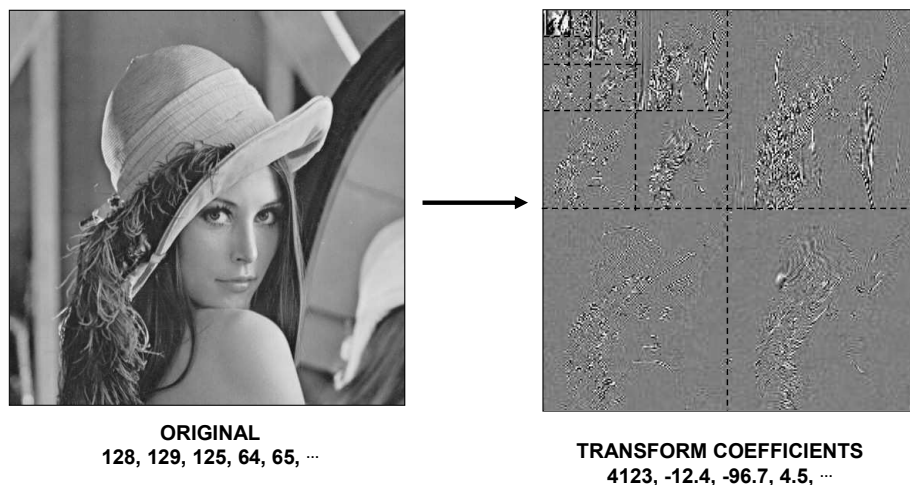 ORIGINAL
128, 129, 125, 64, 65, ...
TRANSFORM COEFFICIENTS
4123, -12.4, -96.7, 4.5, ...